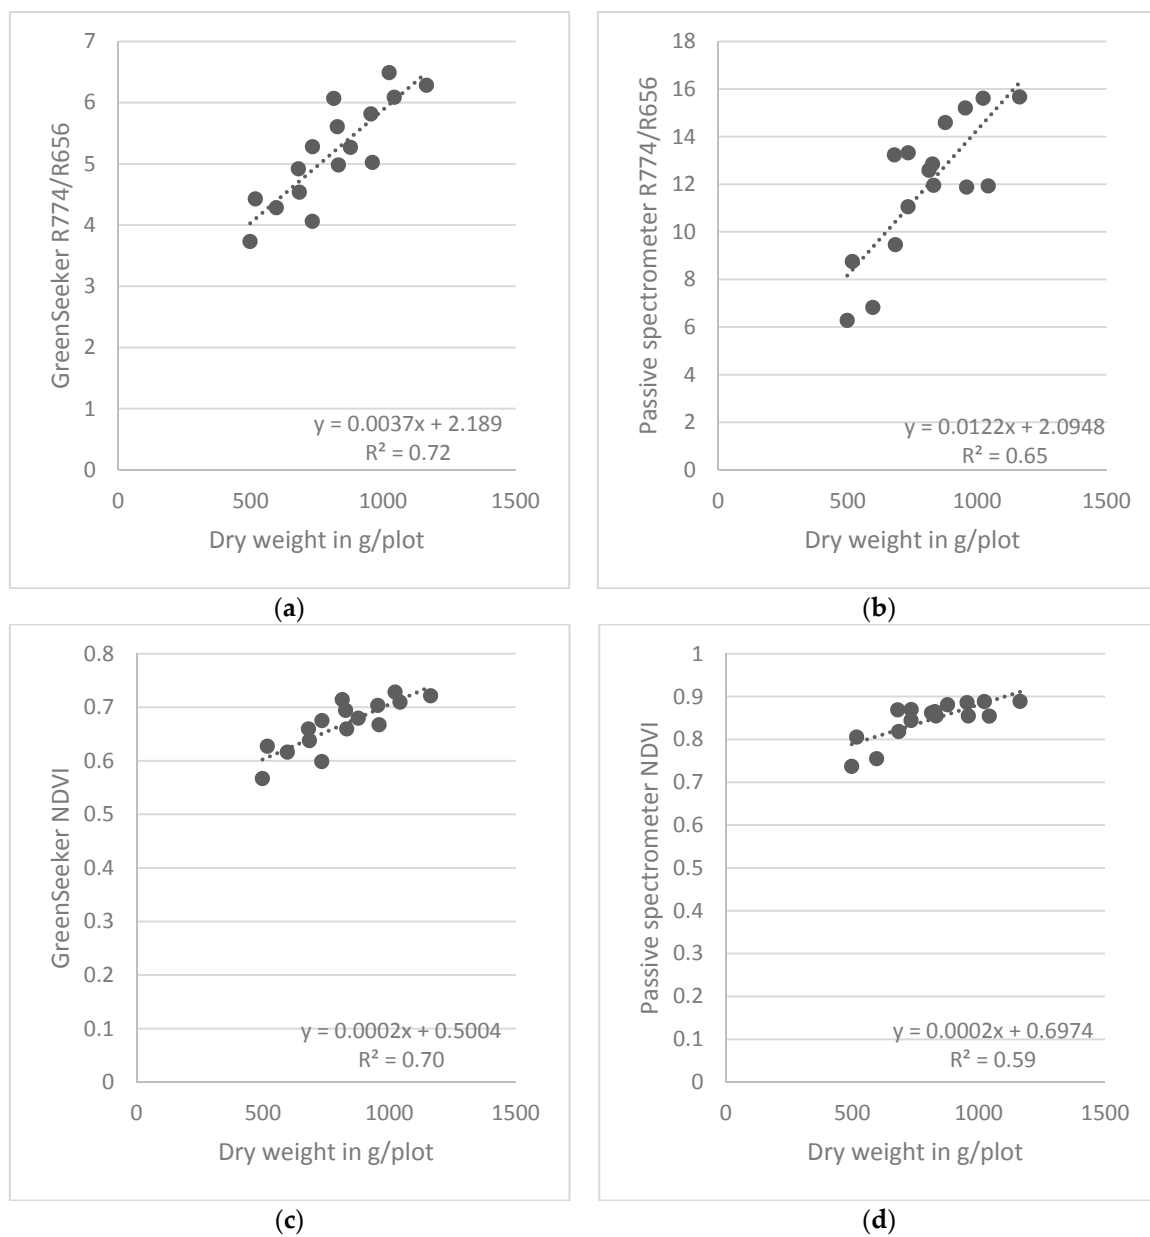 GreenSeeker R774/R656
7
6
5
4
3
2
1
0
y = 0.0037x + 2.189
R² = 0.72
0 500 1000 1500
Dry weight in g/plot
(a)
Passive spectrometer R774/R656
18
16
14
12
10
8
6
4
2
0
y = 0.0122x + 2.0948
R² = 0.65
0 500 1000 1500
Dry weight in g/plot
(b)
GreenSeeker NDVI
0.8
0.7
0.6
0.5
0.4
0.3
0.2
0.1
0
y = 0.0002x + 0.5004
R² = 0.70
0 500 1000 1500
Dry weight in g/plot
(c)
Passive spectrometer NDVI
1
0.9
0.8
0.7
0.6
0.5
0.4
0.3
0.2
0.1
0
y = 0.0002x + 0.6974
R² = 0.59
0 500 1000 1500
Dry weight in g/plot
(d)